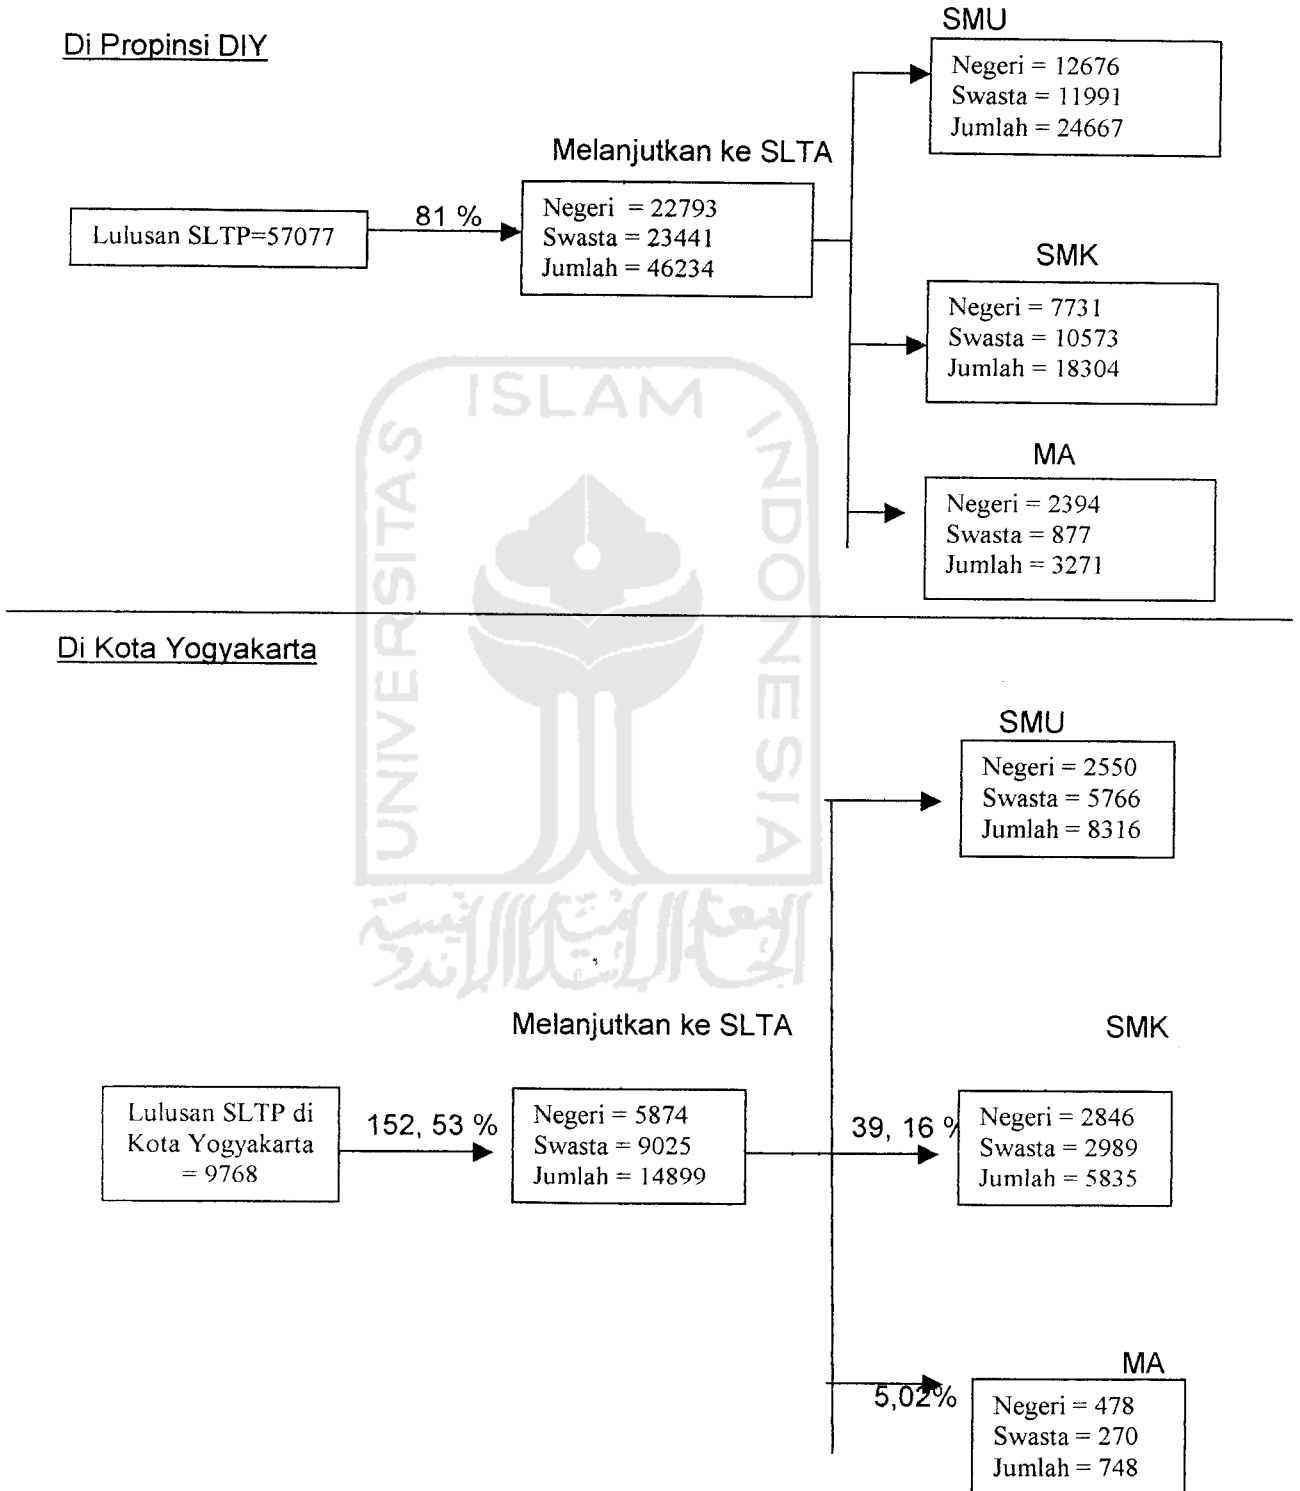 Di Propinsi DIY
SMU
Negeri = 12676
Swasta = 11991
Jumlah = 24667
Melanjutkan ke SLTA
Lulusan SLTP=57077
81 %
Negeri = 22793
Swasta = 23441
Jumlah = 46234
SMK
Negeri = 7731
Swasta = 10573
Jumlah = 18304
MA
Negeri = 2394
Swasta = 877
Jumlah = 3271
UNIVERSITAS
ISLAM
INDONESIA
Di Kota Yogyakarta
SMU
Negeri = 2550
Swasta = 5766
Jumlah = 8316
Melanjutkan ke SLTA
SMK
Lulusan SLTP di
Kota Yogyakarta
= 9768
152, 53 %
Negeri = 5874
Swasta = 9025
Jumlah = 14899
39, 16 %
Negeri = 2846
Swasta = 2989
Jumlah = 5835
MA
5,02%
Negeri = 478
Swasta = 270
Jumlah = 748